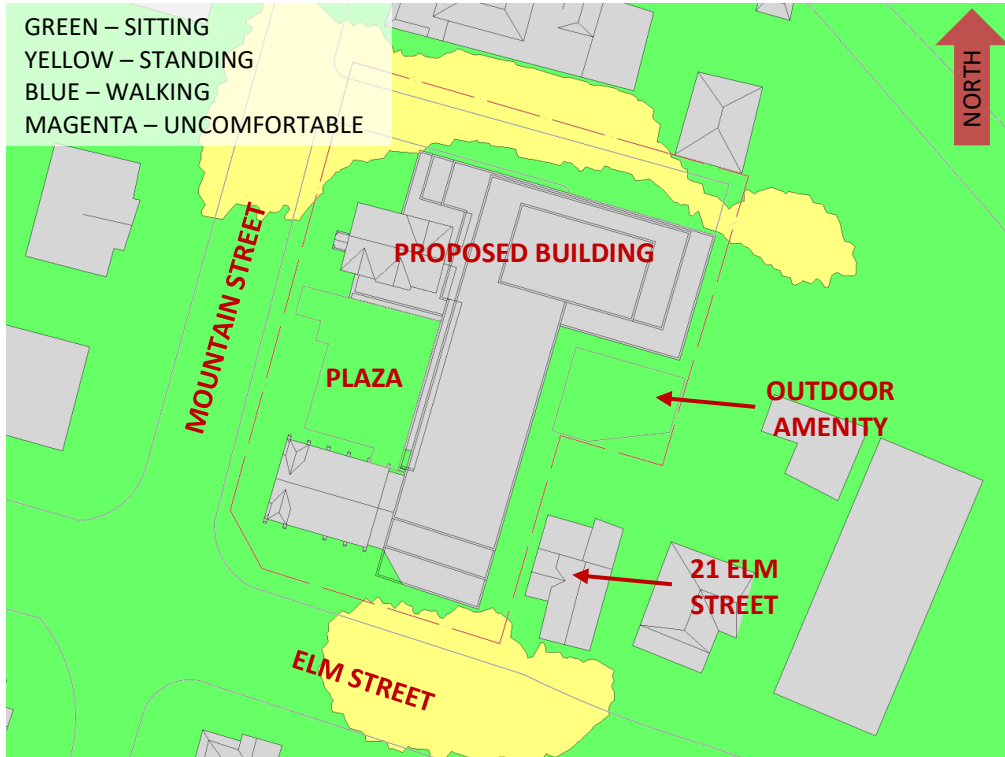 GREEN – SITTING
YELLOW – STANDING
BLUE – WALKING
MAGENTA – UNCOMFORTABLE
NORTH
PROPOSED BUILDING
MOUNTAIN STREET
PLAZA
OUTDOOR
AMENITY
21 ELM
STREET
ELM STREET